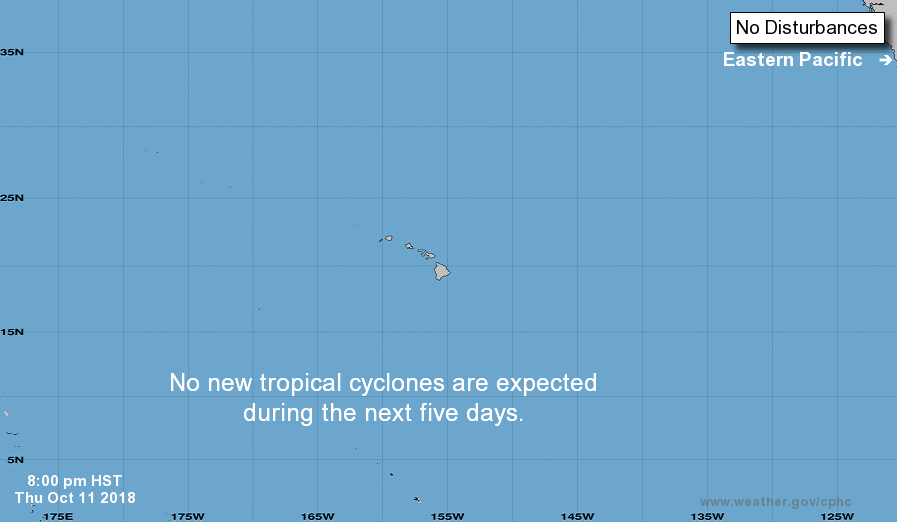 No Disturbances
35N
Eastern Pacific
25N
15N
No new tropical cyclones are expected
during the next five days.
5N
8:00 pm HST
Thu Oct 11 2018
www.weather.gov/cphc
175E 175W 165W 155W 145W 135W 125W